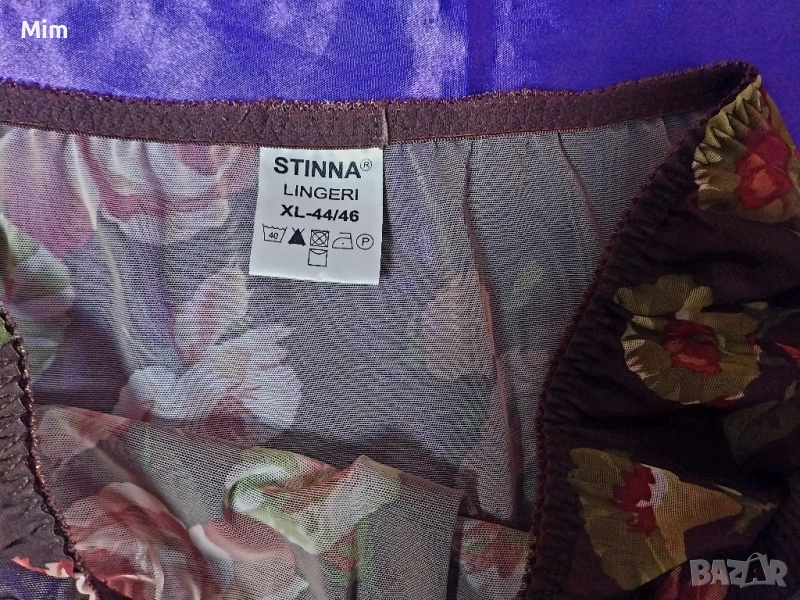 Mim
STINNA®
LINGERI
XL-44/46
40 P
BAZAR